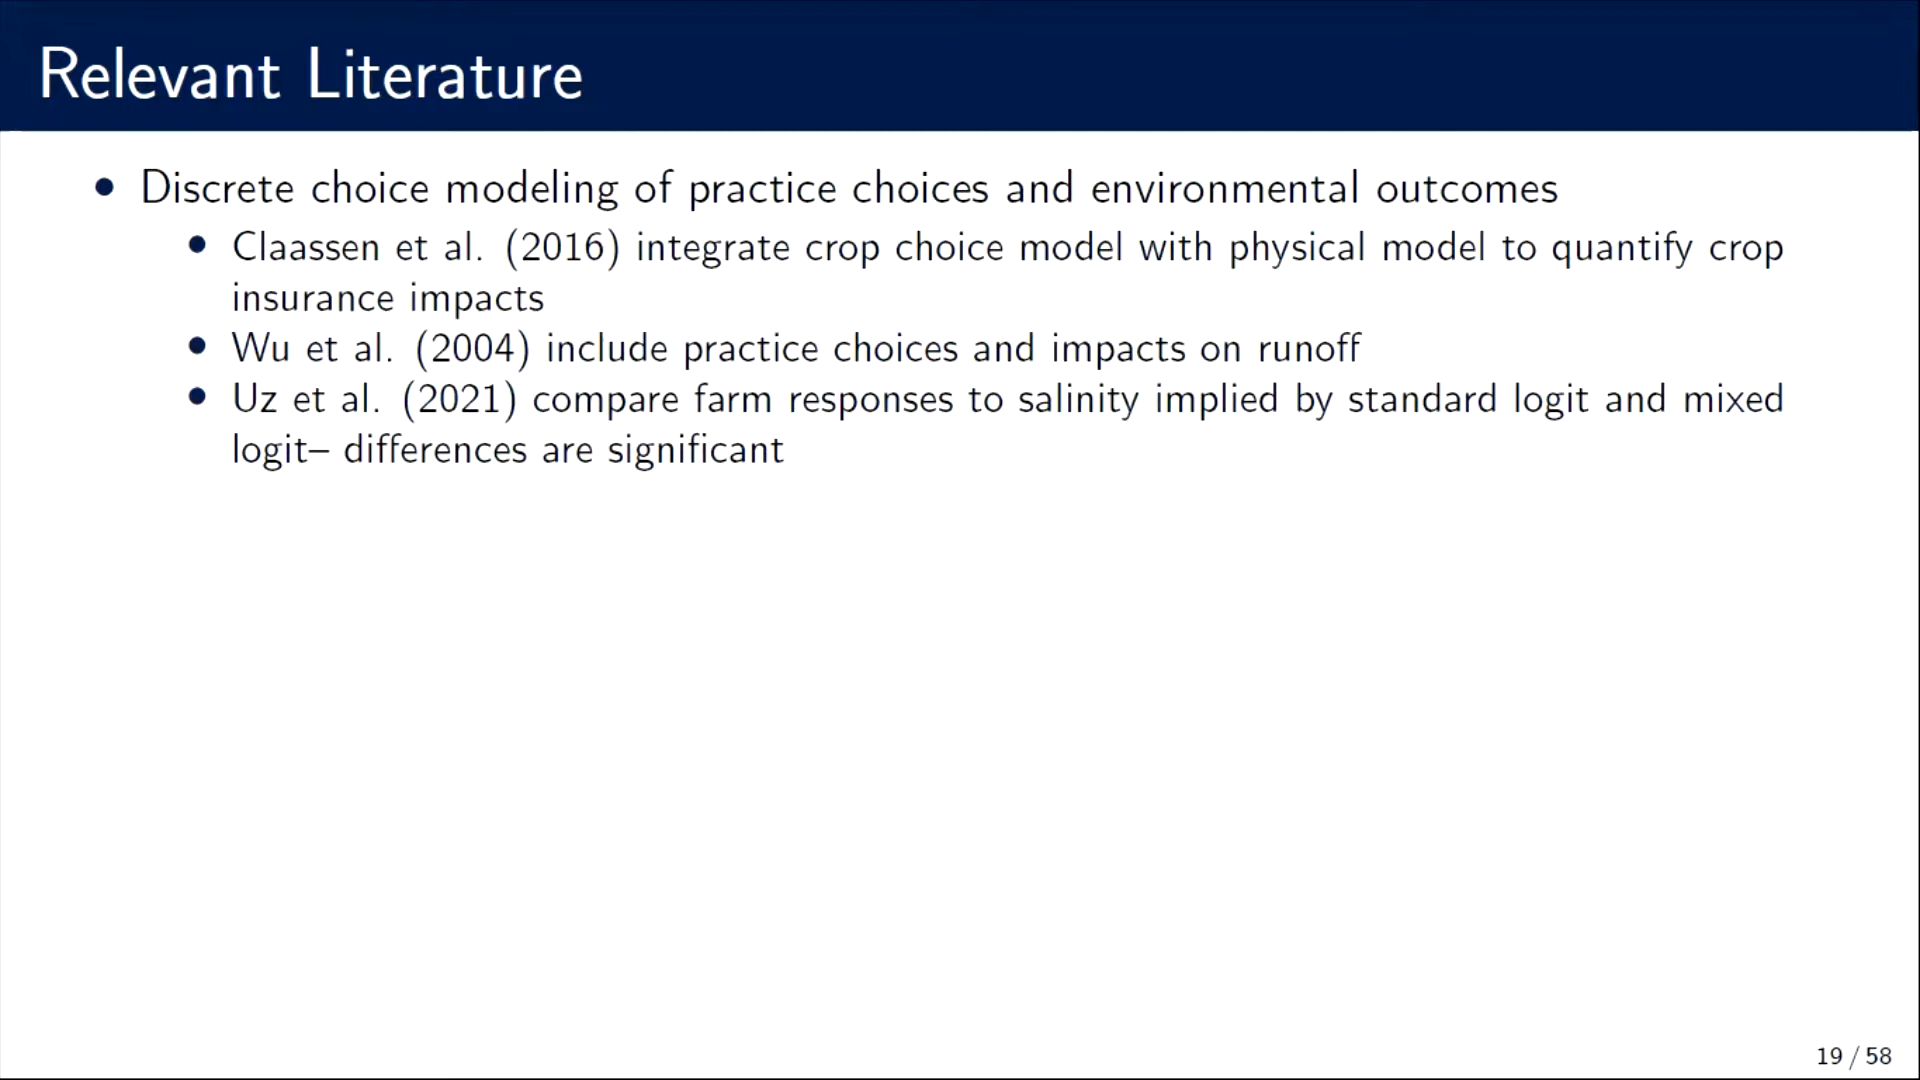 Relevant Literature
• Discrete choice modeling of practice choices and environmental outcomes
• Claassen et al. (2016) integrate crop choice model with physical model to quantify crop
insurance impacts
• Wu et al. (2004) include practice choices and impacts on runoff
• Uz et al. (2021) compare farm responses to salinity implied by standard logit and mixed
logit– differences are significant
19 / 58